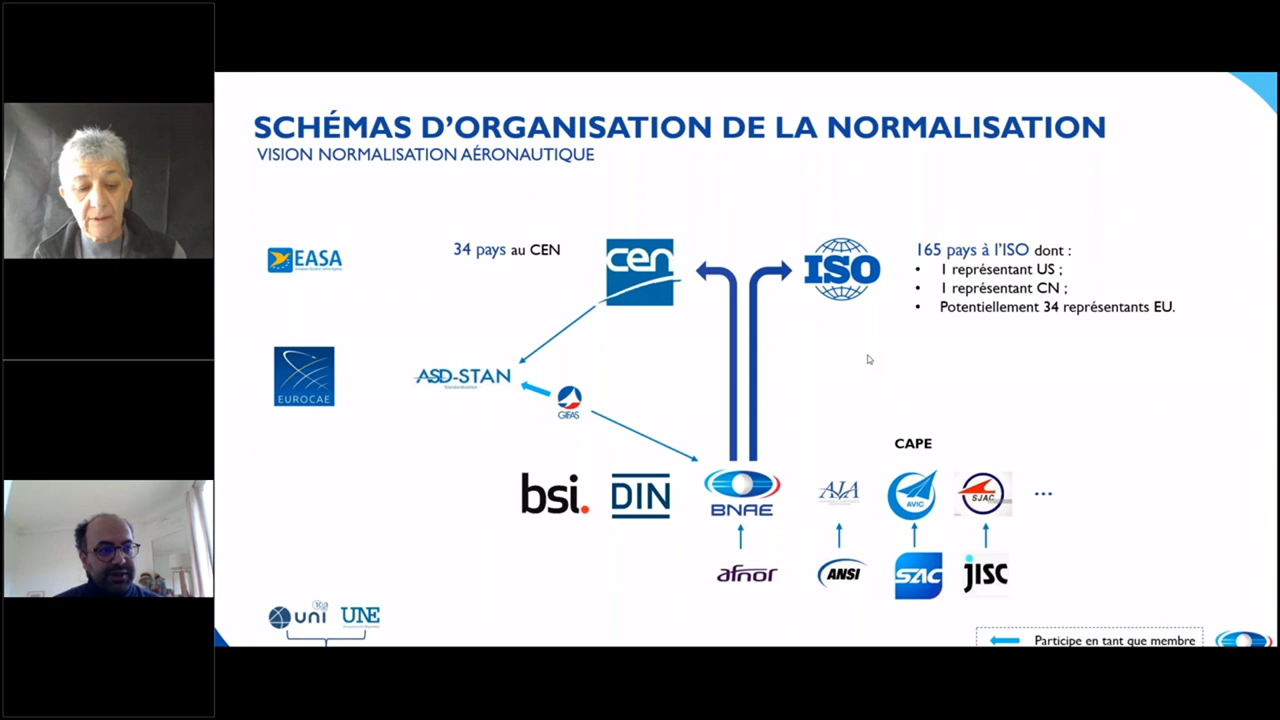 SCHÉMAS D'ORGANISATION DE LA NORMALISATION
VISION NORMALISATION AÉRONAUTIQUE
EASA
34 pays au CEN
cen
ISO
165 pays à l'ISO dont :
• 1 représentant US ;
• 1 représentant CN ;
• Potentiellement 34 représentants EU.
EUROCAE
ASD-STAN
GIFAS
CAPE
bsi.
DIN
BNAE
AIA
AVIC
SJAC
...
afnor
ANSI
SAC
jISC
uni
UNE
Participe en tant que membre